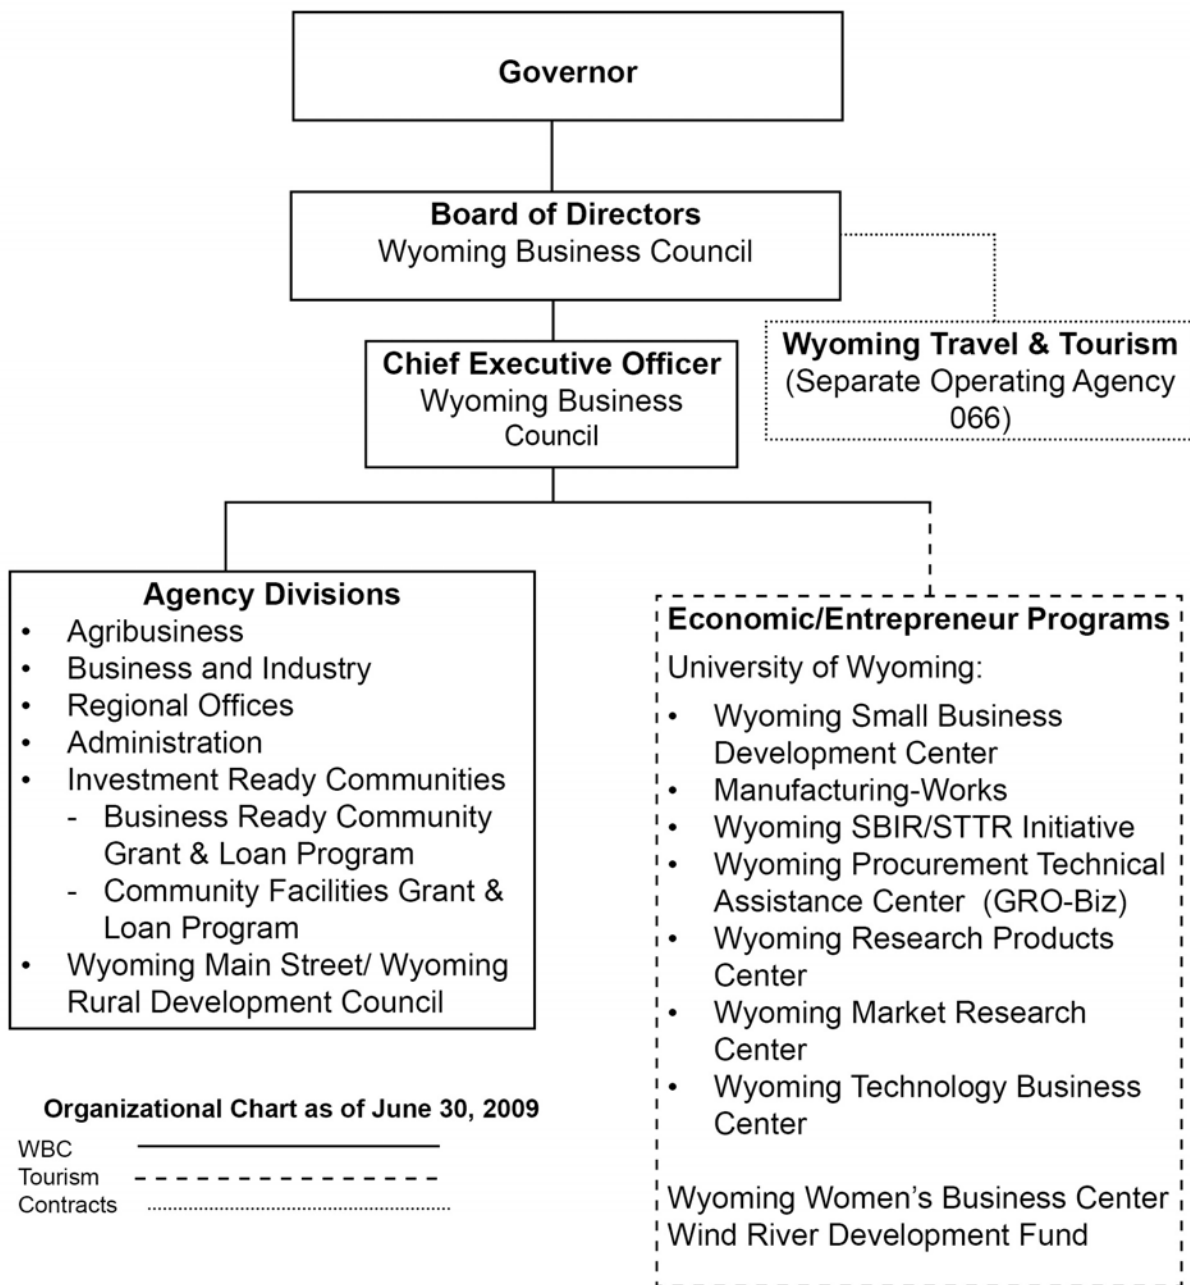 Governor
Board of Directors
Wyoming Business Council
Chief Executive Officer
Wyoming Business
Council
Wyoming Travel & Tourism
(Separate Operating Agency
066)
Agency Divisions
• Agribusiness
• Business and Industry
• Regional Offices
• Administration
• Investment Ready Communities
- Business Ready Community
Grant & Loan Program
- Community Facilities Grant &
Loan Program
• Wyoming Main Street/ Wyoming
Rural Development Council
Economic/Entrepreneur Programs
University of Wyoming:
• Wyoming Small Business
Development Center
• Manufacturing-Works
• Wyoming SBIR/STTR Initiative
• Wyoming Procurement Technical
Assistance Center (GRO-Biz)
• Wyoming Research Products
Center
• Wyoming Market Research
Center
• Wyoming Technology Business
Center
Wyoming Women’s Business Center
Wind River Development Fund
Organizational Chart as of June 30, 2009
WBC
Tourism
Contracts